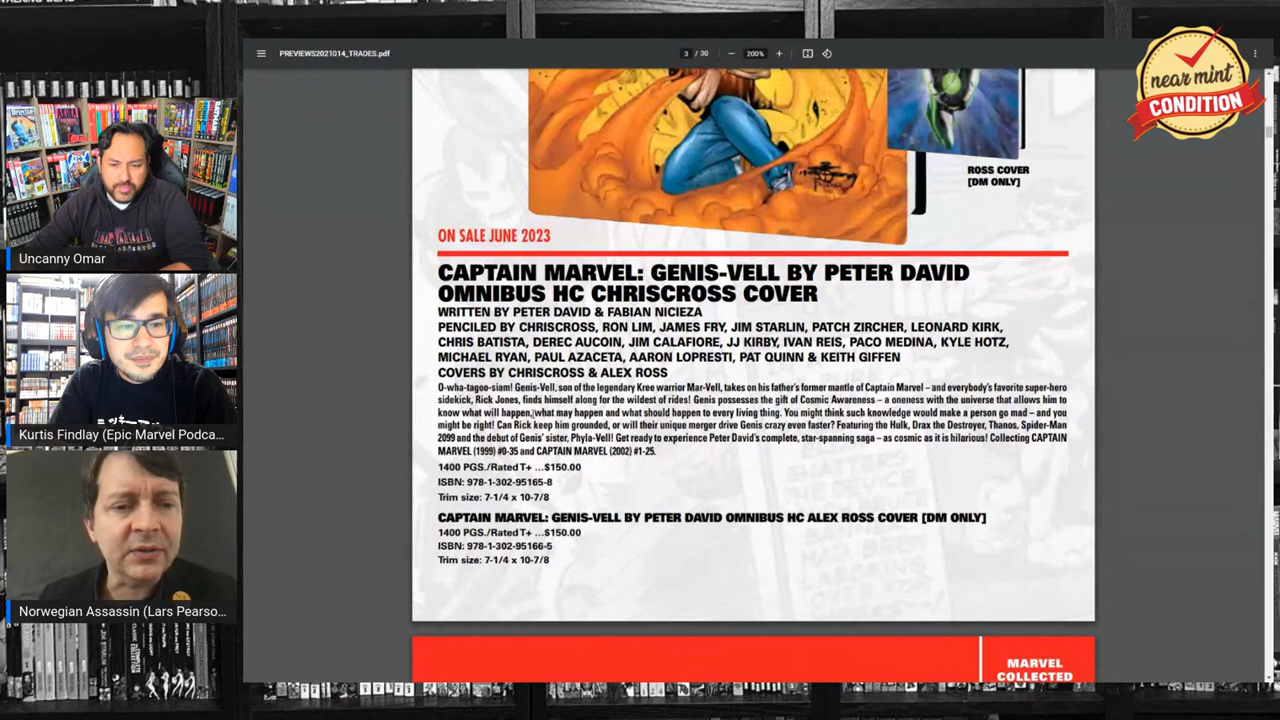 PREVIEWS2021014_TRADES.pdf
3 / 30
200%
near mint
CONDITION
ROSS COVER
[DM ONLY]
ON SALE JUNE 2023
CAPTAIN MARVEL: GENIS-VELL BY PETER DAVID
OMNIBUS HC CHRISCROSS COVER
WRITTEN BY PETER DAVID & FABIAN NICIEZA
PENCILED BY CHRISCROSS, RON LIM, JAMES FRY, JIM STARLIN, PATCH ZIRCHER, LEONARD KIRK,
CHRIS BATISTA, DEREC AUCOIN, JIM CALAFIORE, JJ KIRBY, IVAN REIS, PACO MEDINA, KYLE HOTZ,
MICHAEL RYAN, PAUL AZACETA, AARON LOPRESTI, PAT QUINN & KEITH GIFFEN
COVERS BY CHRISCROSS & ALEX ROSS
O-wha-tagoo-siam! Genis-Vell, son of the legendary Kree warrior Mar-Vell, takes on his father's former mantle of Captain Marvel – and everybody's favorite super-hero
sidekick, Rick Jones, finds himself along for the wildest of rides! Genis possesses the gift of Cosmic Awareness – a oneness with the universe that allows him to
know what will happen, what may happen and what should happen to every living thing. You might think such knowledge would make a person go mad – and you
might be right! Can Rick keep him grounded, or will their unique merger drive Genis crazy even faster? Featuring the Hulk, Drax the Destroyer, Thanos, Spider-Man
2099 and the debut of Genis' sister, Phyla-Vell! Get ready to experience Peter David's complete, star-spanning saga – as cosmic as it is hilarious! Collecting CAPTAIN
MARVEL (1999) #0-35 and CAPTAIN MARVEL (2002) #1-25.
1400 PGS./Rated T+ ...$150.00
ISBN: 978-1-302-95165-8
Trim size: 7-1/4 x 10-7/8
CAPTAIN MARVEL: GENIS-VELL BY PETER DAVID OMNIBUS HC ALEX ROSS COVER [DM ONLY]
1400 PGS./Rated T+ ...$150.00
ISBN: 978-1-302-95166-5
Trim size: 7-1/4 x 10-7/8
MARVEL
COLLECTED
Uncanny Omar
Kurtis Findlay (Epic Marvel Podca...
Norwegian Assassin (Lars Pearso...